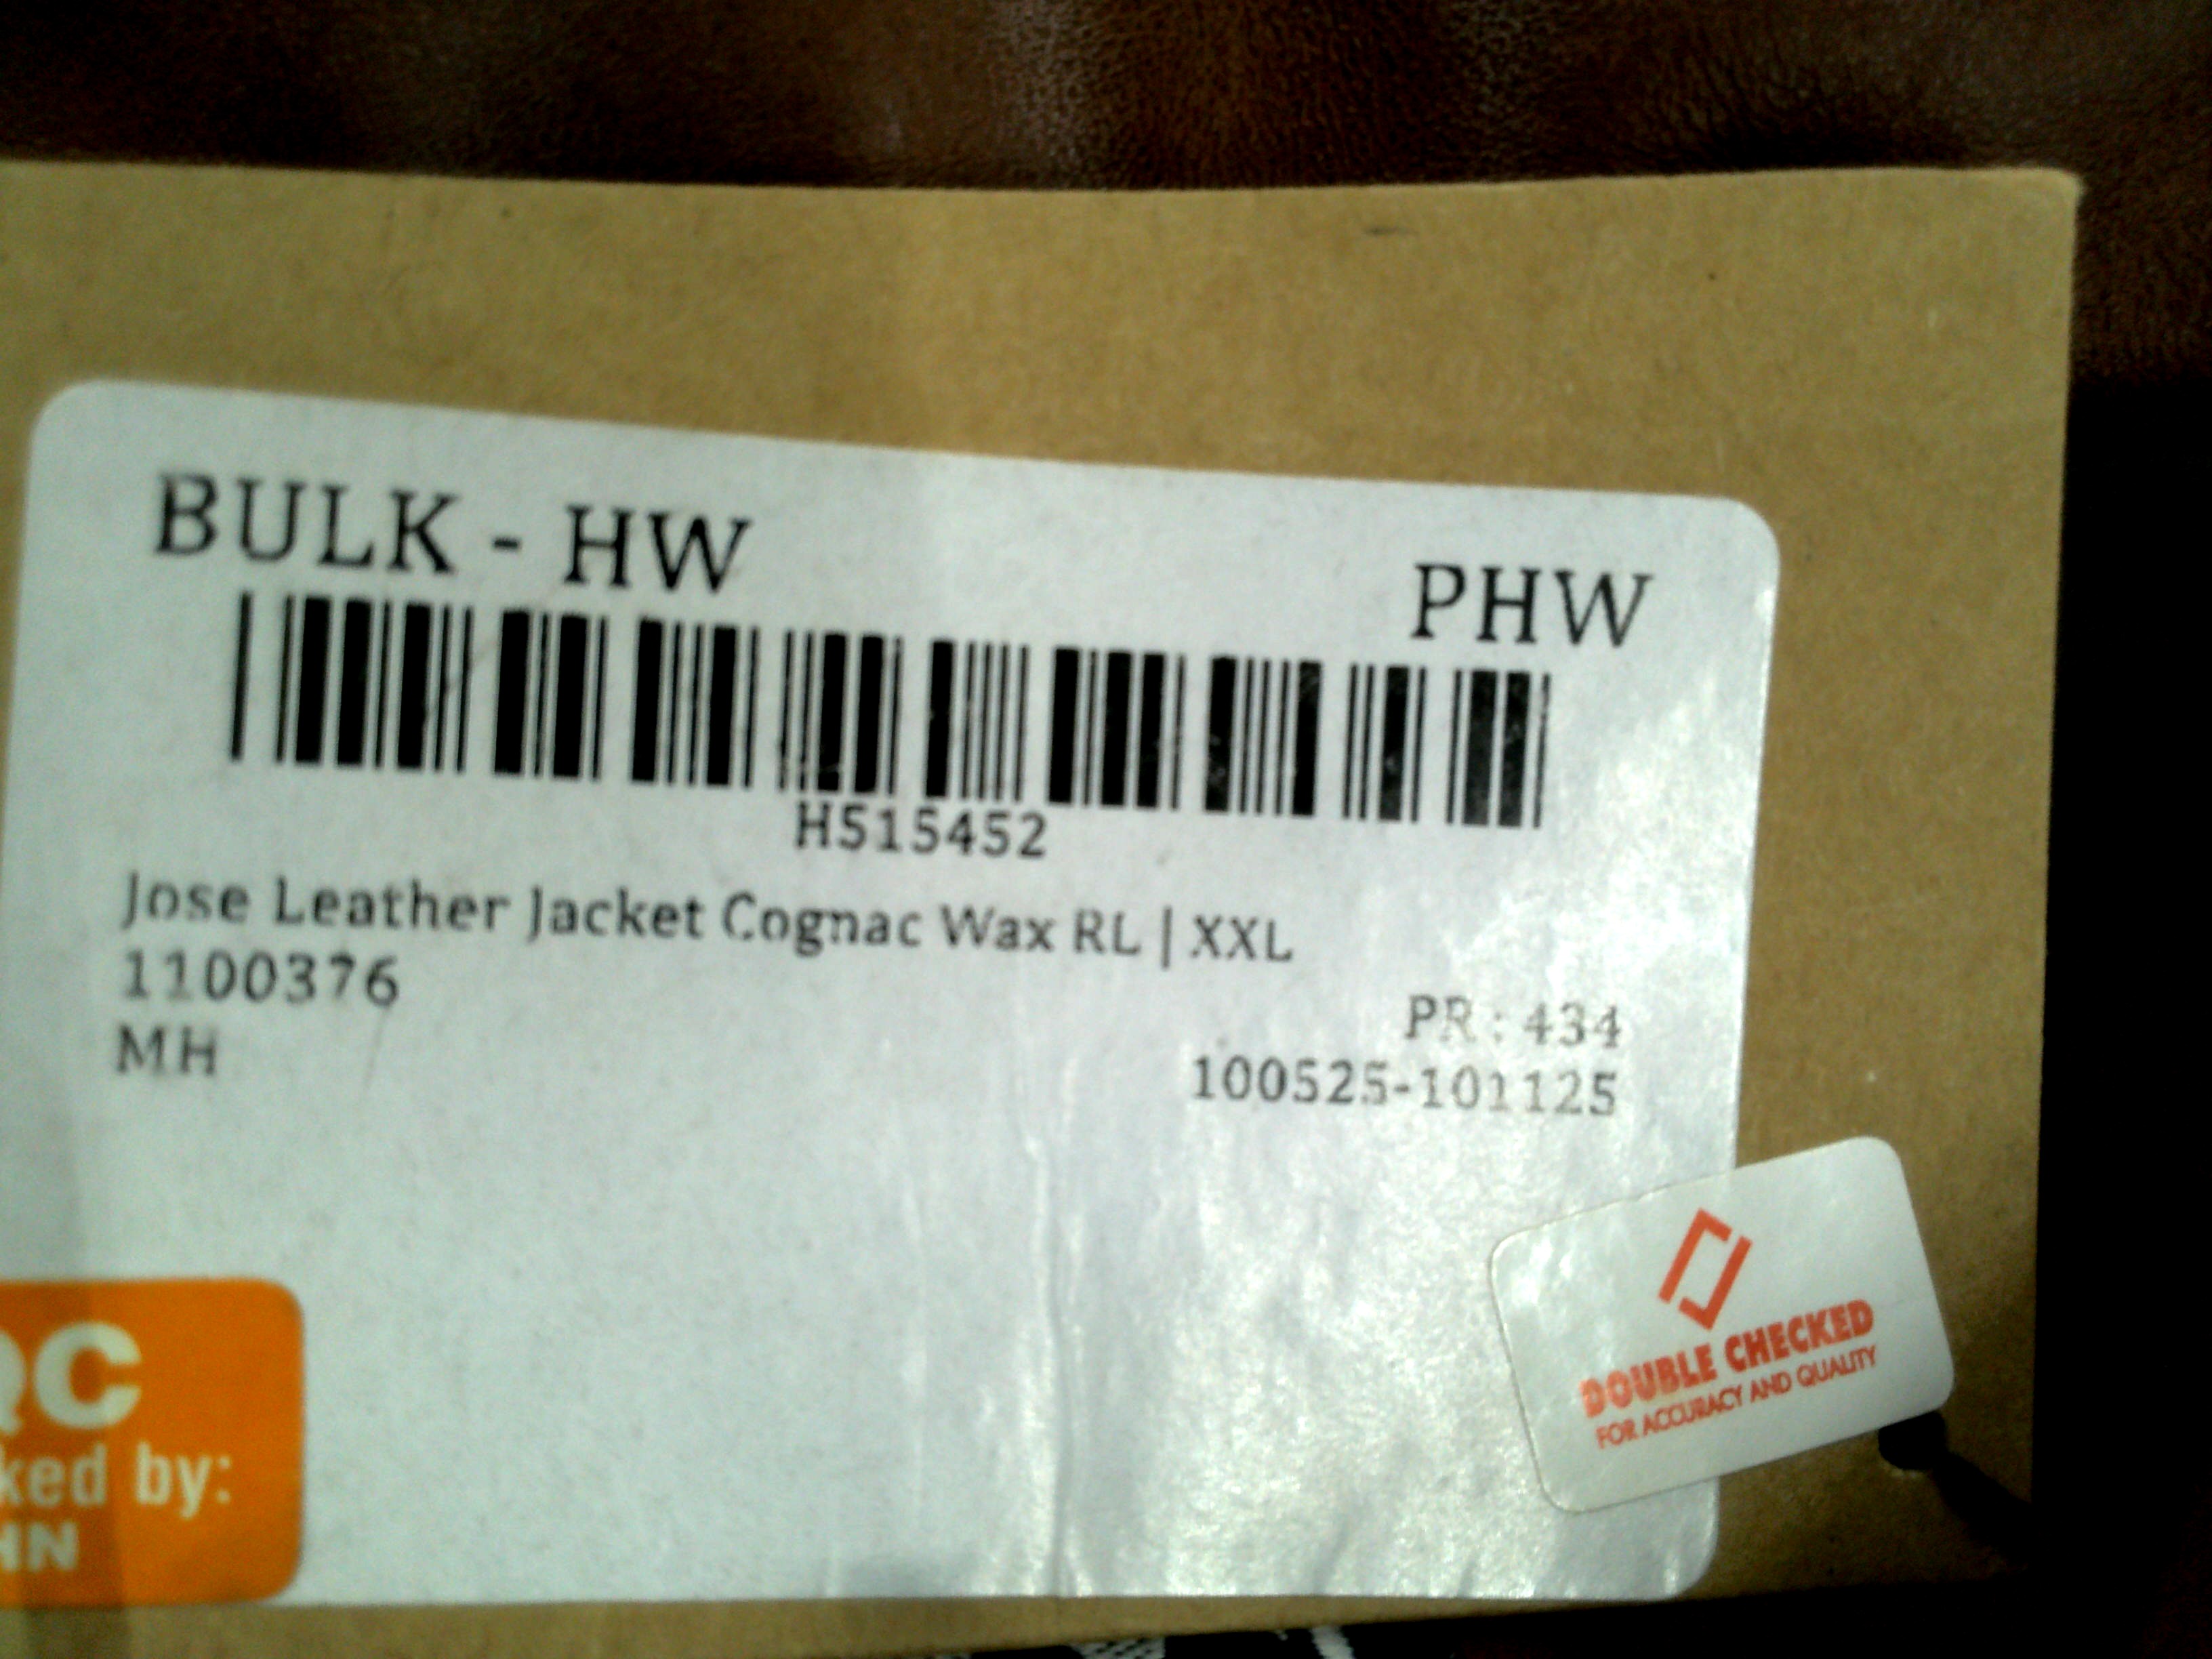 BULK - HW
PHW
H515452
Jose Leather Jacket Cognac Wax RL | XXL
1100376
PR : 434
MH
100525-101125
DOUBLE CHECKED
FOR ACCURACY AND QUALITY
QC
ked by:
HN